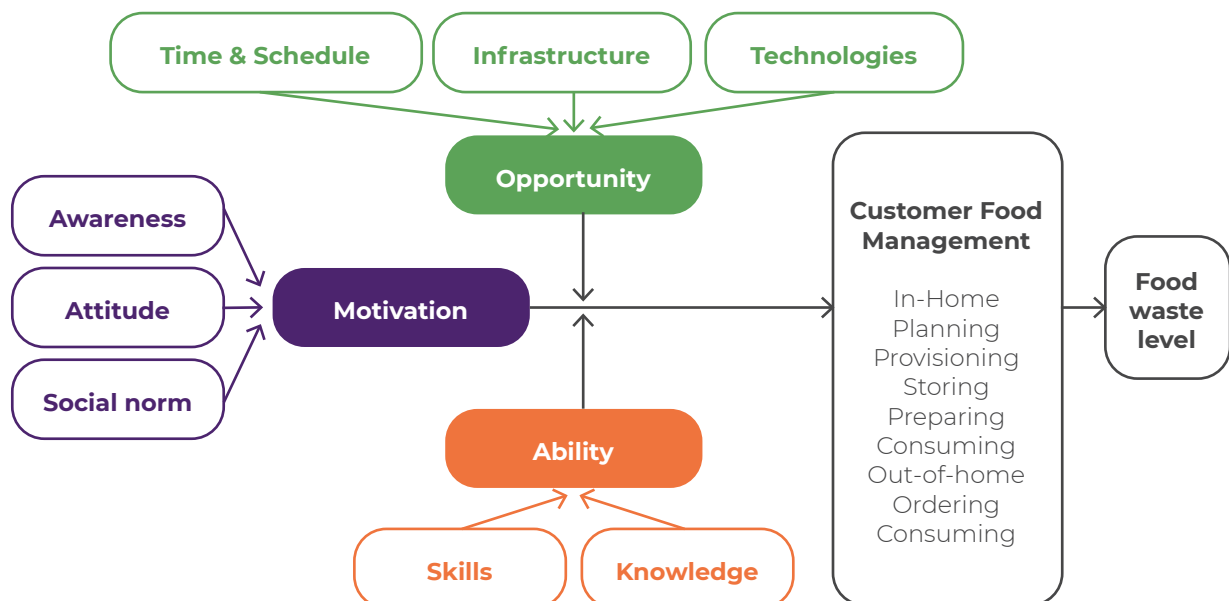 Time & Schedule
Infrastructure
Technologies
Opportunity
Awareness
Attitude
Social norm
Motivation
Ability
Skills
Knowledge
Customer Food
Management
In-Home
Planning
Provisioning
Storing
Preparing
Consuming
Out-of-home
Ordering
Consuming
Food
waste
level